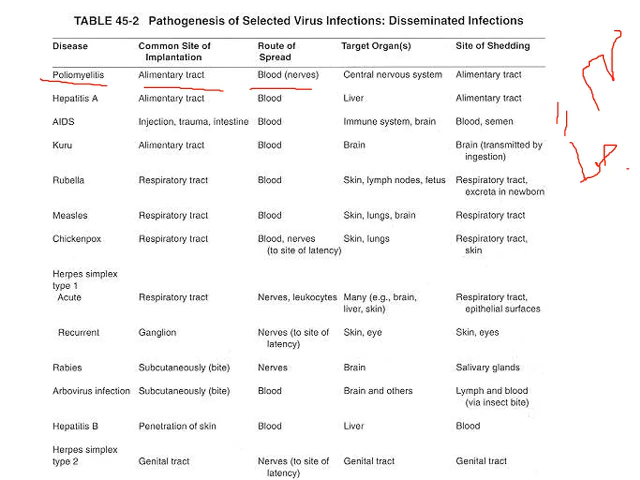 TABLE 45-2 Pathogenesis of Selected Virus Infections: Disseminated Infections
Disease Common Site of Implantation Route of Spread Target Organ(s) Site of Shedding
Poliomyelitis Alimentary tract Blood (nerves) Central nervous system Alimentary tract
Hepatitis A Alimentary tract Blood Liver Alimentary tract
AIDS Injection, trauma, intestine Blood Immune system, brain Blood, semen
Kuru Alimentary tract Blood Brain Brain (transmitted by ingestion)
Rubella Respiratory tract Blood Skin, lymph nodes, fetus Respiratory tract, excreta in newborn
Measles Respiratory tract Blood Skin, lungs, brain Respiratory tract
Chickenpox Respiratory tract Blood, nerves (to site of latency) Skin, lungs Respiratory tract, skin
Herpes simplex type 1
Acute Respiratory tract Nerves, leukocytes Many (e.g., brain, liver, skin) Respiratory tract, epithelial surfaces
Recurrent Ganglion Nerves (to site of latency) Skin, eye Skin, eyes
Rabies Subcutaneously (bite) Nerves Brain Salivary glands
Arbovirus infection Subcutaneously (bite) Blood Brain and others Lymph and blood (via insect bite)
Hepatitis B Penetration of skin Blood Liver Blood
Herpes simplex type 2 Genital tract Nerves (to site of latency) Genital tract Genital tract